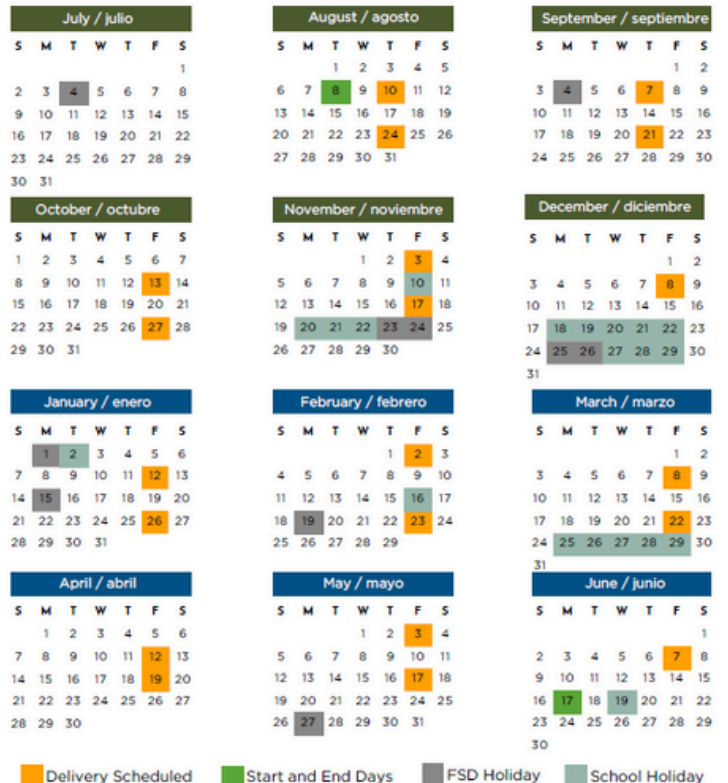 July / julio
S M T W T F S
1
2 3 4 5 6 7 8
9 10 11 12 13 14 15
16 17 18 19 20 21 22
23 24 25 26 27 28 29
30 31
August / agosto
S M T W T F S
1 2 3 4 5
6 7 8 9 10 11 12
13 14 15 16 17 18 19
20 21 22 23 24 25 26
27 28 29 30 31
September / septiembre
S M T W T F S
1 2
3 4 5 6 7 8 9
10 11 12 13 14 15 16
17 18 19 20 21 22 23
24 25 26 27 28 29 30
October / octubre
S M T W T F S
1 2 3 4 5 6 7
8 9 10 11 12 13 14
15 16 17 18 19 20 21
22 23 24 25 26 27 28
29 30 31
November / noviembre
S M T W T F S
1 2 3 4
5 6 7 8 9 10 11
12 13 14 15 16 17 18
19 20 21 22 23 24 25
26 27 28 29 30
December / diciembre
S M T W T F S
1 2
3 4 5 6 7 8 9
10 11 12 13 14 15 16
17 18 19 20 21 22 23
24 25 26 27 28 29 30
31
January / enero
S M T W T F S
1 2 3 4 5 6
7 8 9 10 11 12 13
14 15 16 17 18 19 20
21 22 23 24 25 26 27
28 29 30 31
February / febrero
S M T W T F S
1 2 3
4 5 6 7 8 9 10
11 12 13 14 15 16 17
18 19 20 21 22 23 24
25 26 27 28 29
March / marzo
S M T W T F S
1 2
3 4 5 6 7 8 9
10 11 12 13 14 15 16
17 18 19 20 21 22 23
24 25 26 27 28 29 30
31
April / abril
S M T W T F S
1 2 3 4 5 6
7 8 9 10 11 12 13
14 15 16 17 18 19 20
21 22 23 24 25 26 27
28 29 30
May / mayo
S M T W T F S
1 2 3 4
5 6 7 8 9 10 11
12 13 14 15 16 17 18
19 20 21 22 23 24 25
26 27 28 29 30 31
June / junio
S M T W T F S
1
2 3 4 5 6 7 8
9 10 11 12 13 14 15
16 17 18 19 20 21 22
23 24 25 26 27 28 29
30
Delivery Scheduled
Start and End Days
FSD Holiday
School Holiday